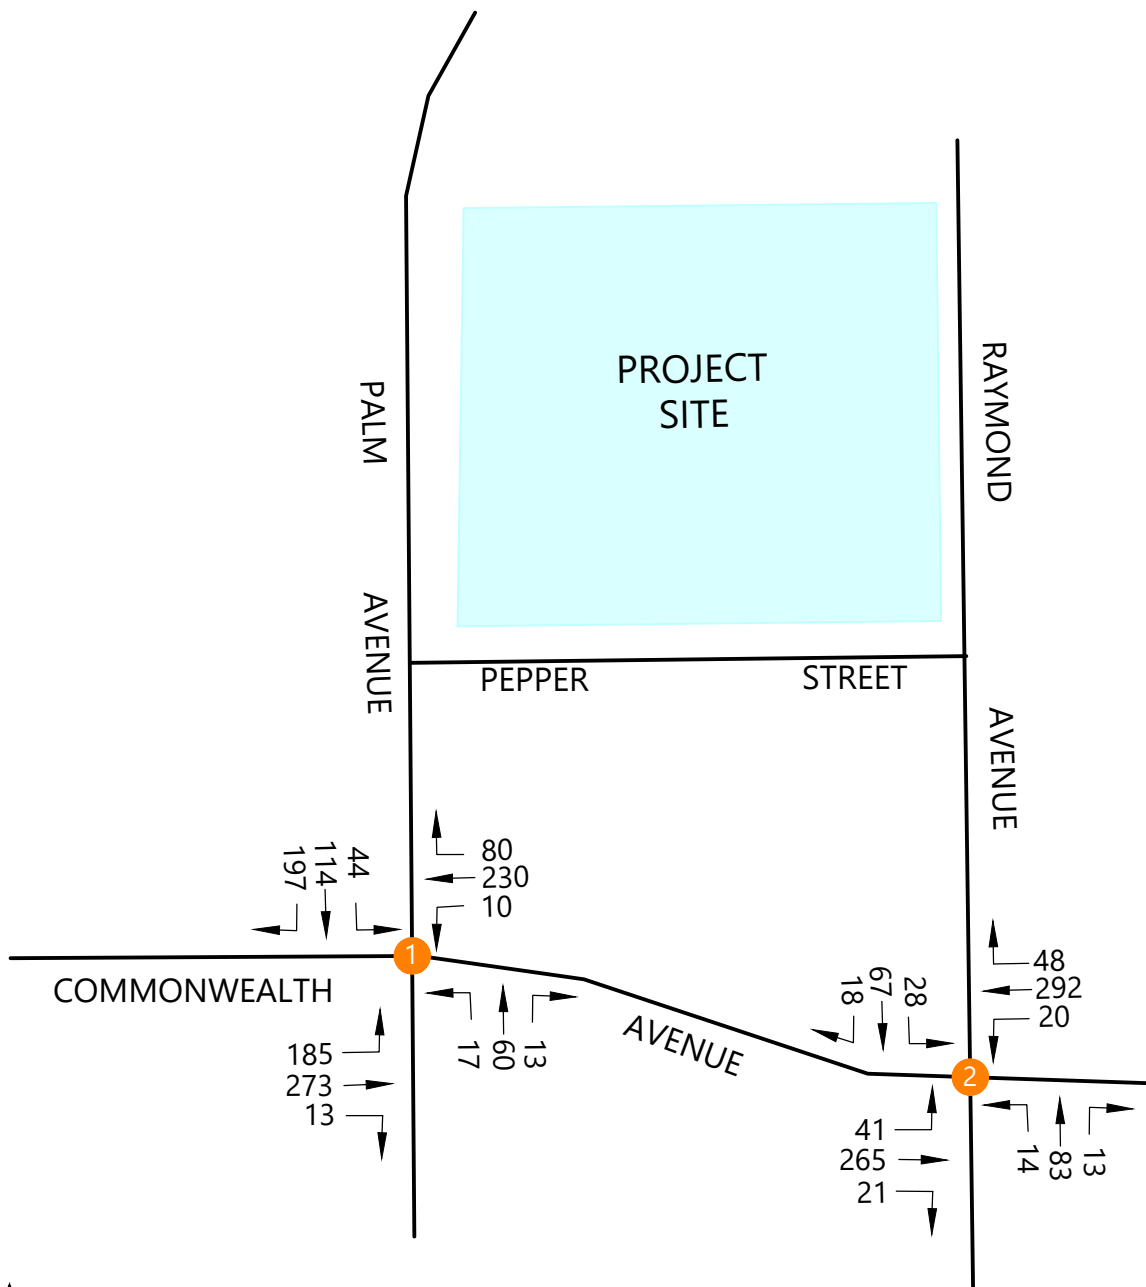 PROJECT
SITE
PALM
AVENUE
RAYMOND
AVENUE
PEPPER STREET
197
114
44
80
230
10
1
COMMONWEALTH
AVENUE
185
273
13
17
60
13
18
67
28
48
292
20
2
41
265
21
14
83
13